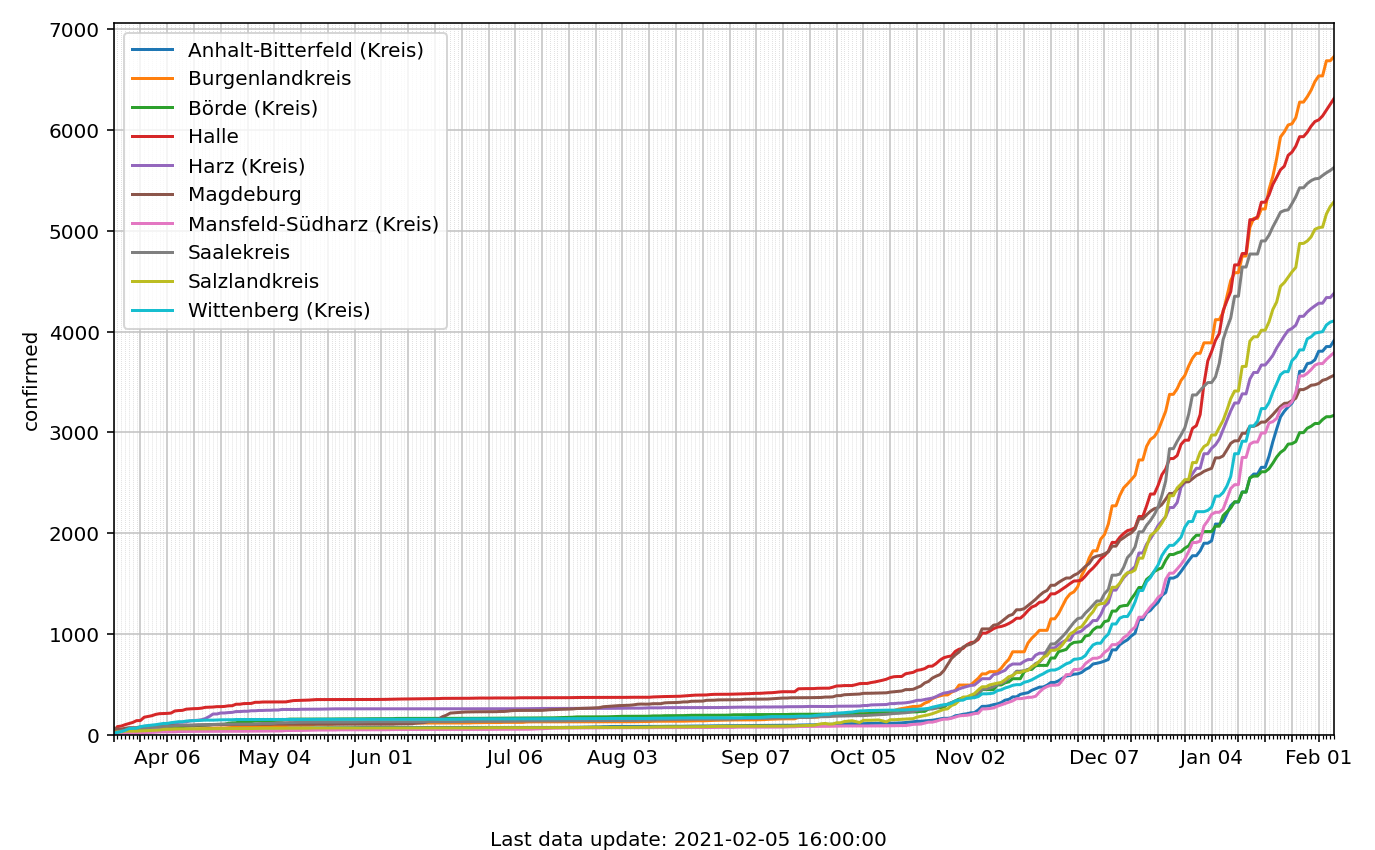 7000
6000
5000
4000
3000
2000
1000
0
confirmed
Anhalt-Bitterfeld (Kreis)
Burgenlandkreis
Börde (Kreis)
Halle
Harz (Kreis)
Magdeburg
Mansfeld-Südharz (Kreis)
Saalekreis
Salzlandkreis
Wittenberg (Kreis)
Apr 06 May 04 Jun 01 Jul 06 Aug 03 Sep 07 Oct 05 Nov 02 Dec 07 Jan 04 Feb 01
Last data update: 2021-02-05 16:00:00